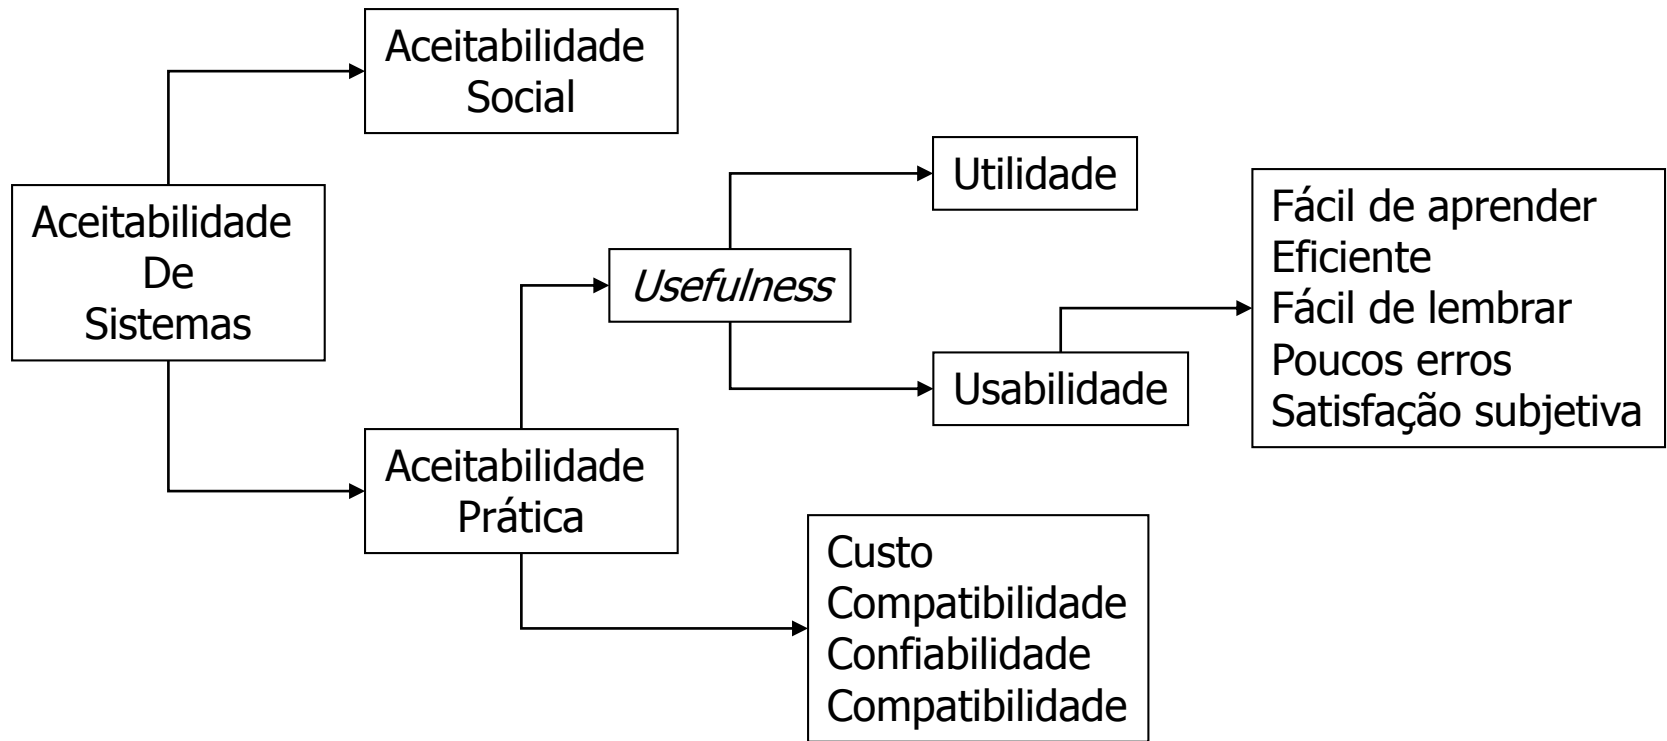 Aceitabilidade
Social
Aceitabilidade
De
Sistemas
Utilidade
Usefulness
Usabilidade
Fácil de aprender
Eficiente
Fácil de lembrar
Poucos erros
Satisfação subjetiva
Aceitabilidade
Prática
Custo
Compatibilidade
Confiabilidade
Compatibilidade